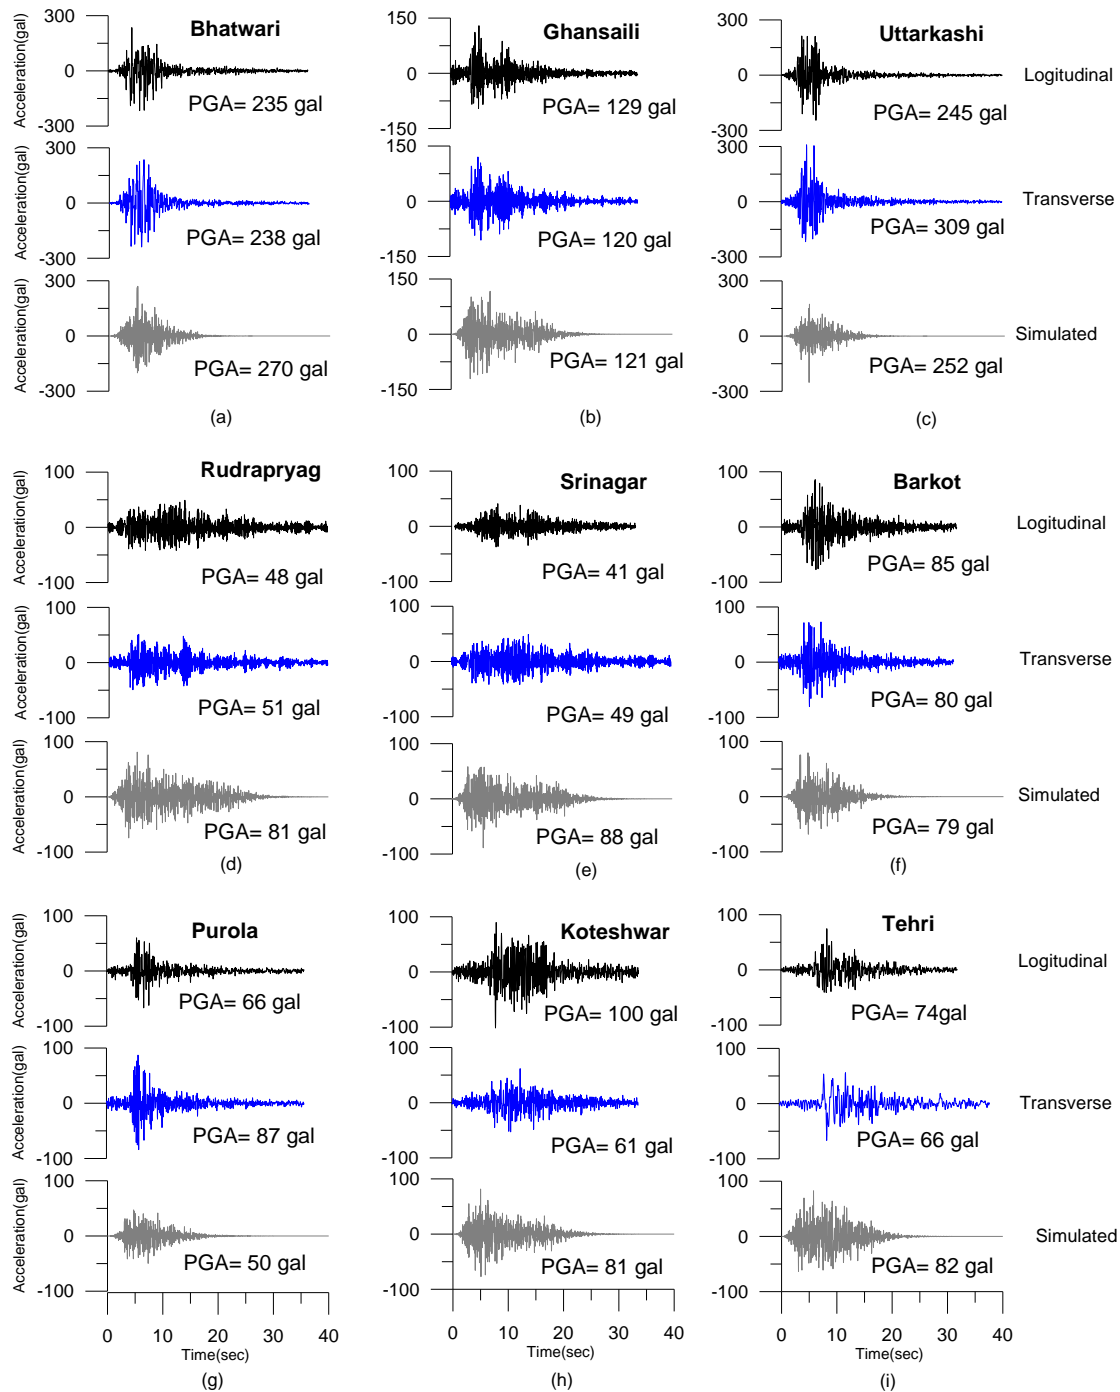 Bhatwari
Ghansaili
Uttarkashi
Acceleration(gal)
300
0
-300
PGA= 235 gal
150
0
-150
PGA= 129 gal
300
0
-300
PGA= 245 gal
Logitudinal
Acceleration(gal)
300
0
-300
PGA= 238 gal
150
0
-150
PGA= 120 gal
300
0
-300
PGA= 309 gal
Transverse
Acceleration(gal)
300
0
-300
PGA= 270 gal
150
0
-150
PGA= 121 gal
300
0
-300
PGA= 252 gal
Simulated
(a)
(b)
(c)
Rudrapryag
Srinagar
Barkot
Acceleration(gal)
100
0
-100
PGA= 48 gal
100
0
-100
PGA= 41 gal
100
0
-100
PGA= 85 gal
Logitudinal
Acceleration(gal)
100
0
-100
PGA= 51 gal
100
0
-100
PGA= 49 gal
100
0
-100
PGA= 80 gal
Transverse
Acceleration(gal)
100
0
-100
PGA= 81 gal
100
0
-100
PGA= 88 gal
100
0
-100
PGA= 79 gal
Simulated
(d)
(e)
(f)
Purola
Koteshwar
Tehri
Acceleration(gal)
100
0
-100
PGA= 66 gal
100
0
-100
PGA= 100 gal
100
0
-100
PGA= 74gal
Logitudinal
Acceleration(gal)
100
0
-100
PGA= 87 gal
100
0
-100
PGA= 61 gal
100
0
-100
PGA= 66 gal
Transverse
Acceleration(gal)
100
0
-100
PGA= 50 gal
100
0
-100
PGA= 81 gal
100
0
-100
PGA= 82 gal
Simulated
0 10 20 30 40
Time(sec)
0 10 20 30 40
Time(sec)
0 10 20 30 40
Time(sec)
(g)
(h)
(i)